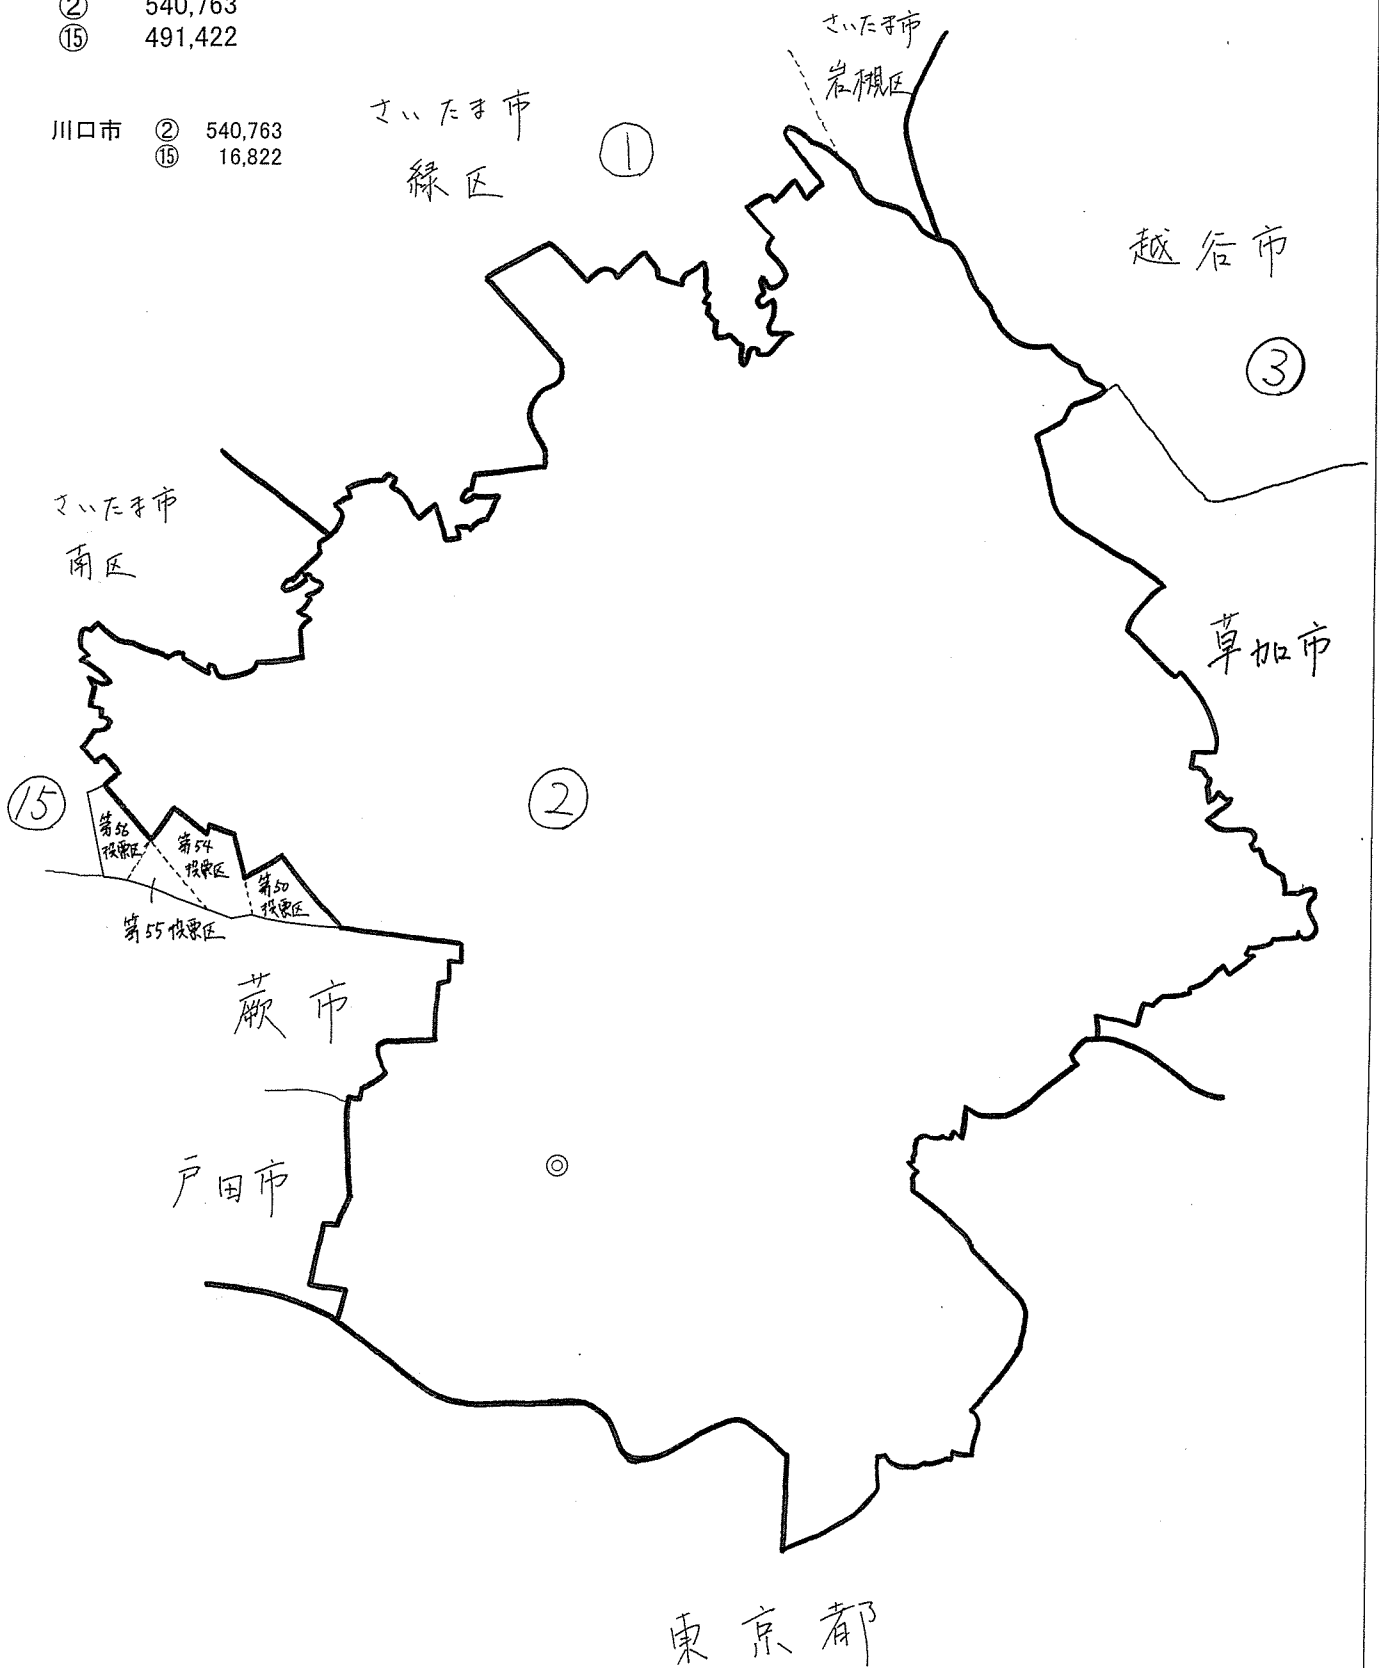 ② 540,763
⑮ 491,422
川口市 ② 540,763
⑮ 16,822
さいたま市
岩槻区
さいたま市
緑区
①
越谷市
③
さいたま市
南区
草加市
⑮
②
第56
投票区
第54
投票区
第50
投票区
第55投票区
蕨市
戸田市
◎
東京都